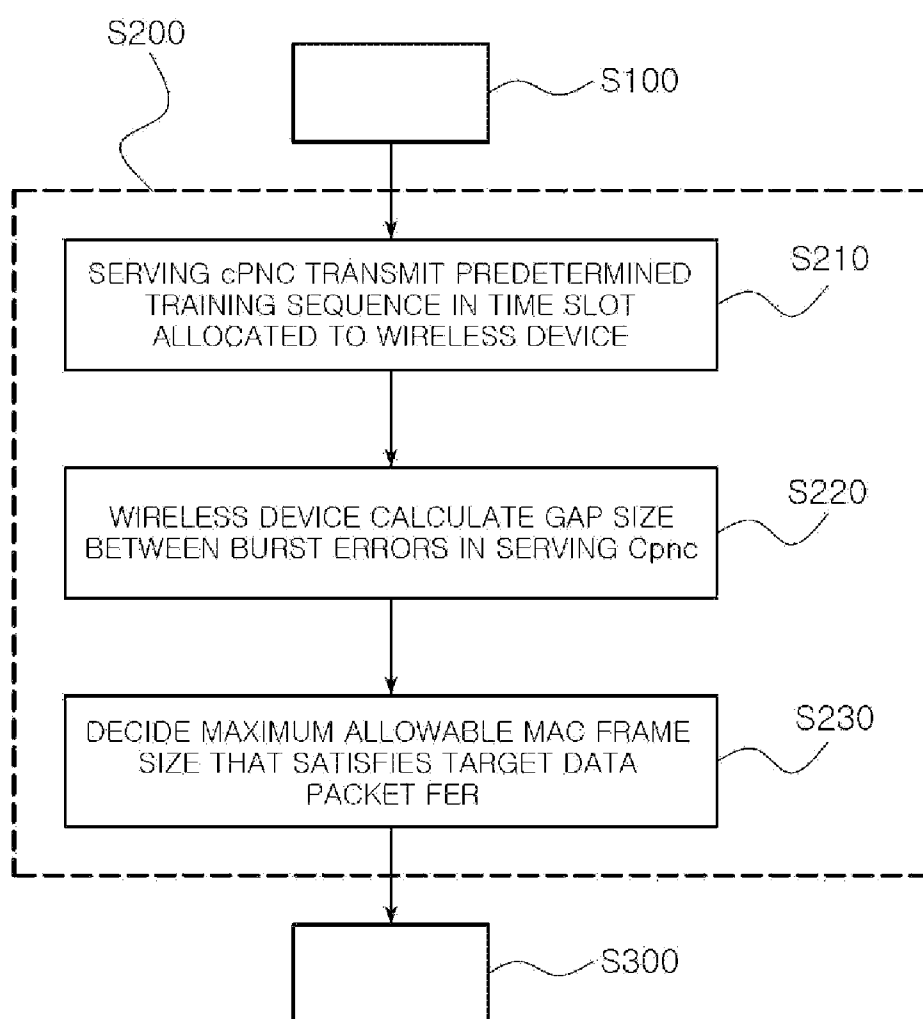 S200
S100
SERVING cPNC TRANSMIT PREDETERMINED
TRAINING SEQUENCE IN TIME SLOT
ALLOCATED TO WIRELESS DEVICE
S210
WIRELESS DEVICE CALCULATE GAP SIZE
BETWEEN BURST ERRORS IN SERVING Cpnc
S220
DECIDE MAXIMUM ALLOWABLE MAC FRAME
SIZE THAT SATISFIES TARGET DATA
PACKET FER
S230
S300